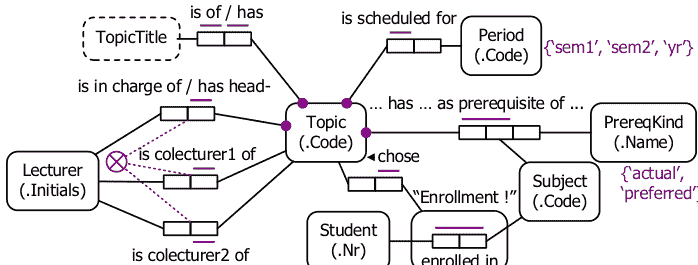 is of / has
is scheduled for
TopicTitle
Period
(.Code)
{‘sem1’, ‘sem2’, ‘yr’}
is in charge of / has head-
Topic
(.Code)
... has ... as prerequisite of ...
PrereqKind
(.Name)
{‘actual’,
‘preferred’}
Lecturer
(.Initials)
is colecturer1 of
◄ chose
“Enrollment !”
Subject
(.Code)
Student
(.Nr)
enrolled in
is colecturer2 of